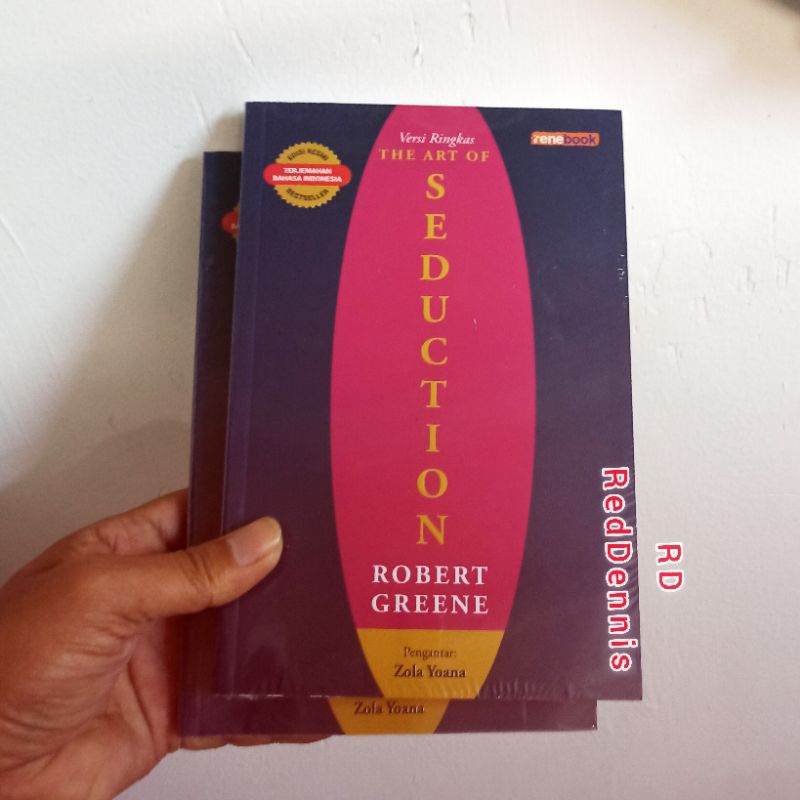 Versi Ringkas
THE ART OF
SEDUCTION
ROBERT
GREENE
Pengantar:
Zola Yoana
renebook
EDISI RESMI
TERJEMAHAN
BAHASA INDONESIA
BESTSELLER
Zola Yoana
RedDennis
RD